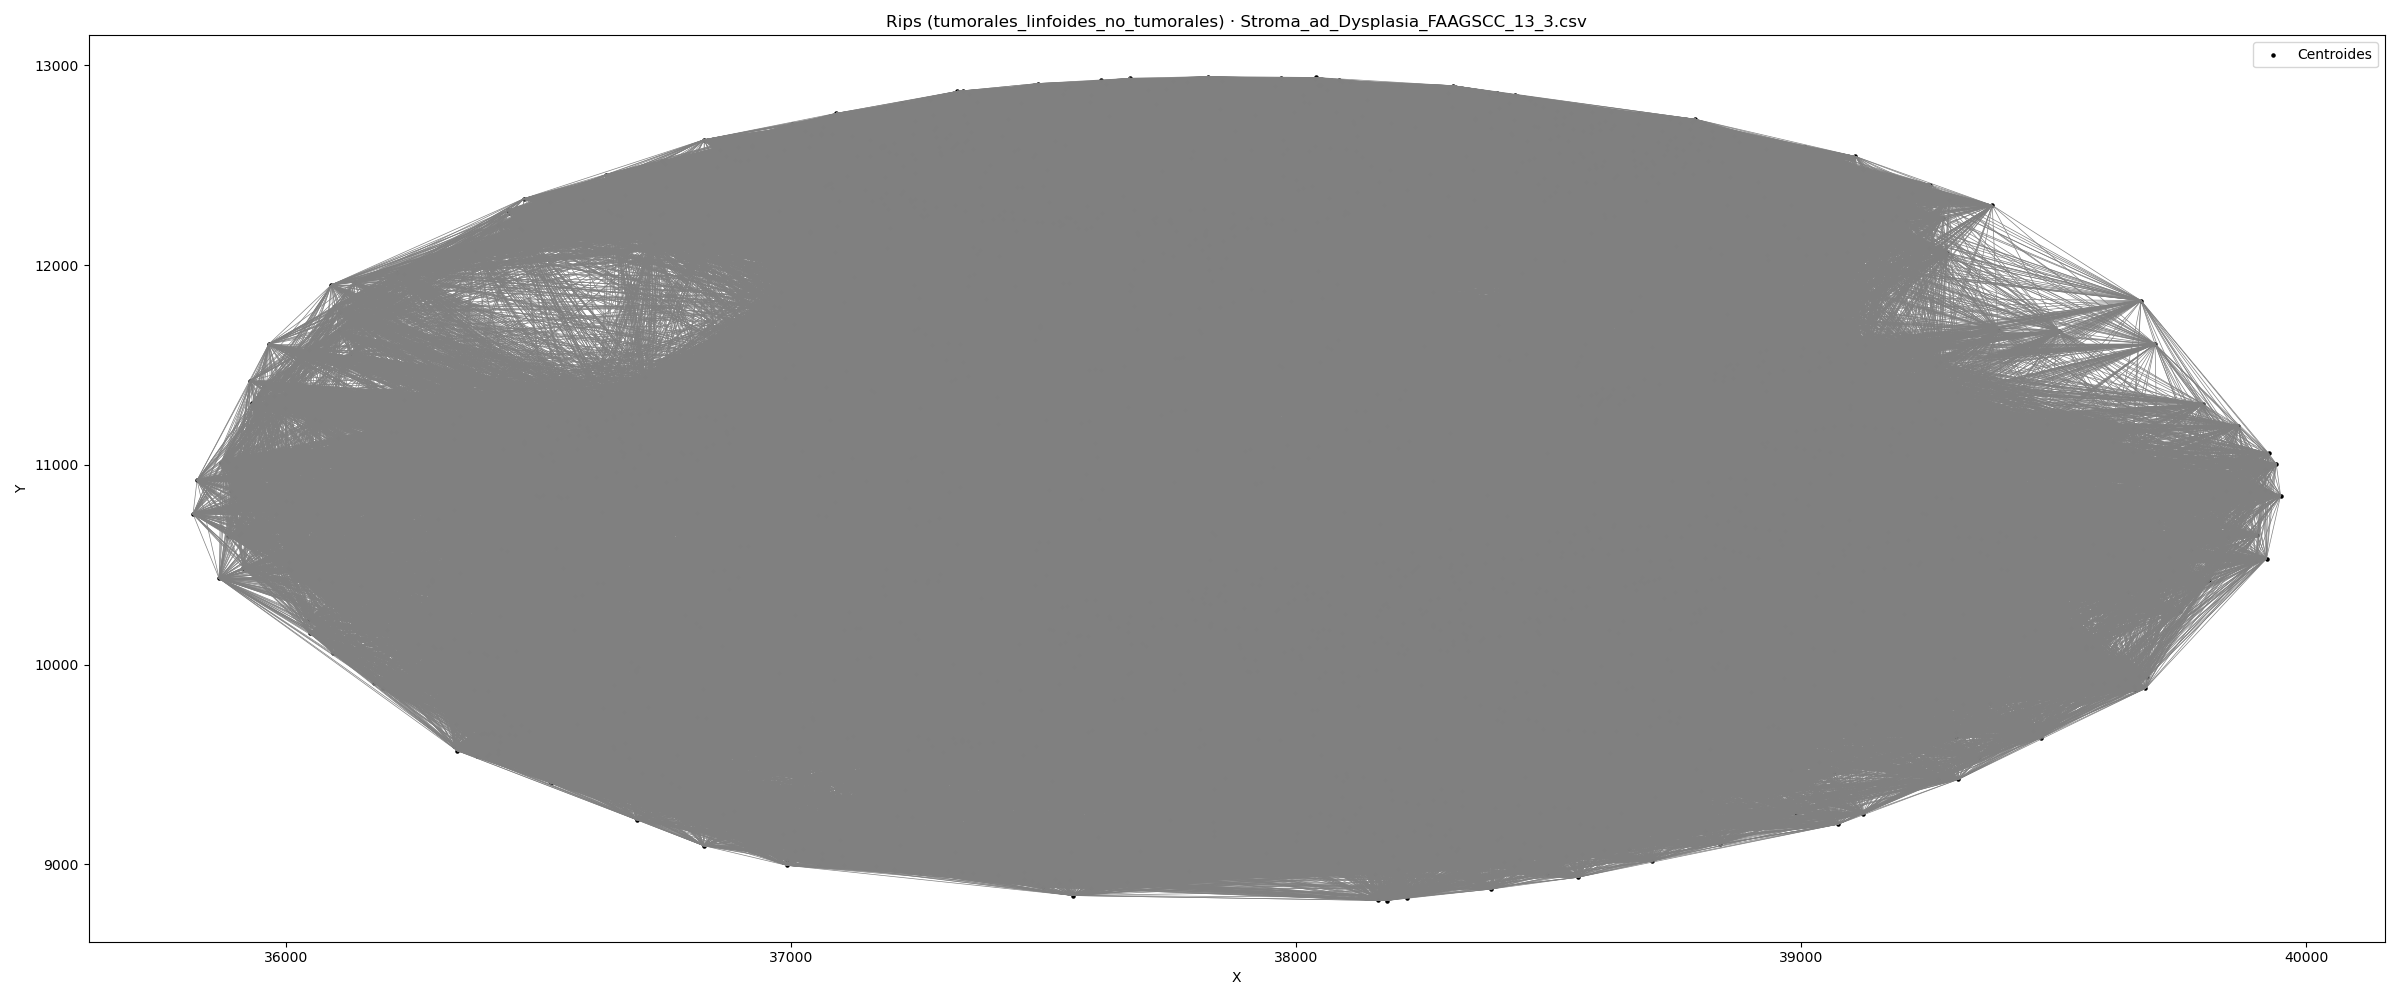 Rips (tumorales_linfoides_no_tumorales) · Stroma_ad_Dysplasia_FAAGSCC_13_3.csv
Centroides
13000
12000
11000
10000
9000
Y
36000
37000
38000
39000
40000
X